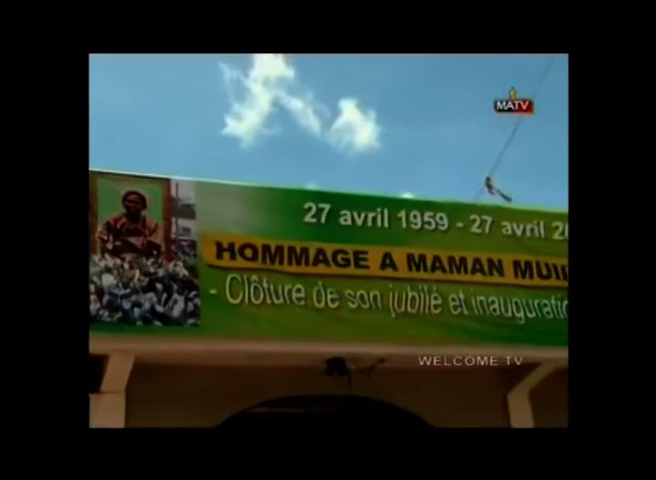 MATV
27 avril 1959 - 27 avril
HOMMAGE A MAMAN
- Clôture de son jubilé et
WELCOME TV